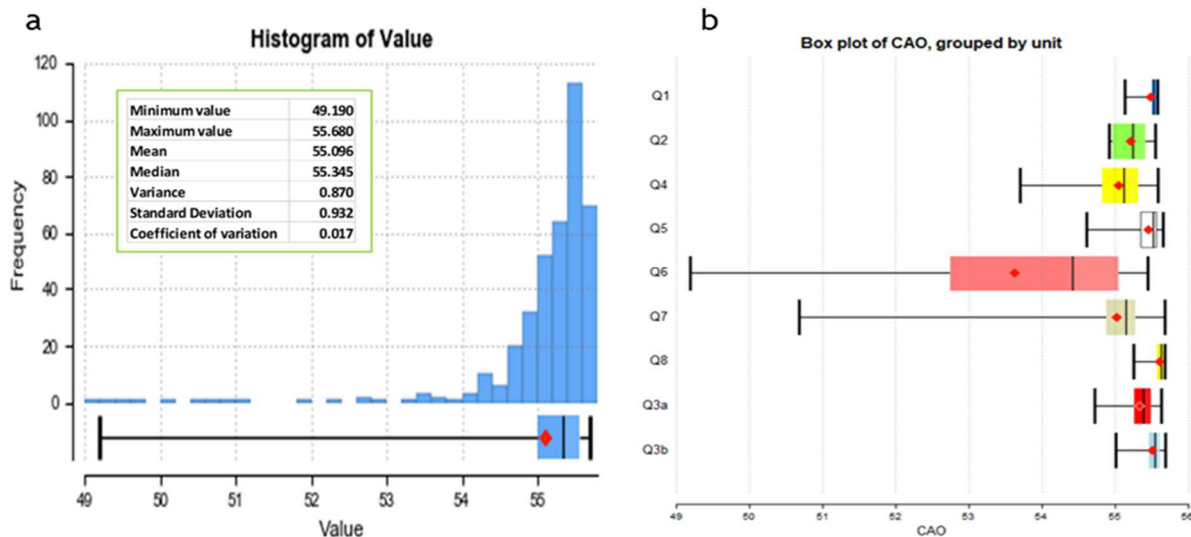 a
Histogram of Value
120
100
80
60
40
20
0
Frequency
Minimum value 49.190
Maximum value 55.680
Mean 55.096
Median 55.345
Variance 0.870
Standard Deviation 0.932
Coefficient of variation 0.017
49 50 51 52 53 54 55
Value
b
Box plot of CAO, grouped by unit
Q1
Q2
Q4
Q5
Q6
Q7
Q8
Q3a
Q3b
49 50 51 52 53 54 55 56
CAO